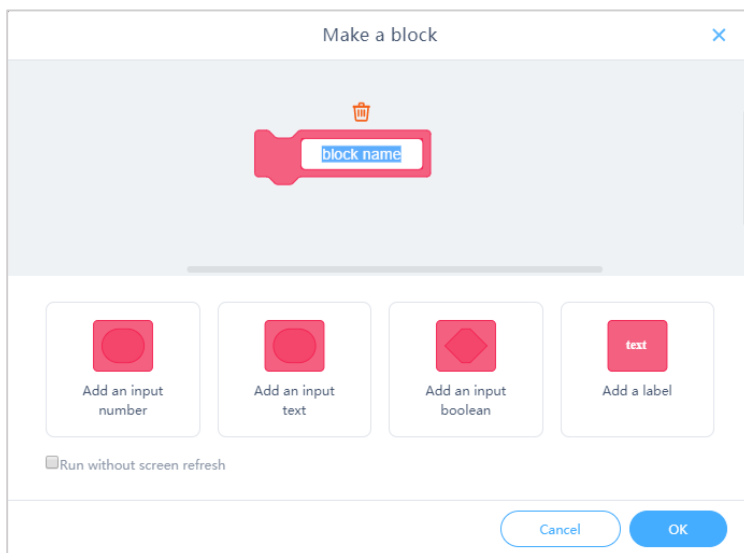 Make a block
block name
Add an input
number
Add an input
text
Add an input
boolean
text
Add a label
Run without screen refresh
Cancel
OK